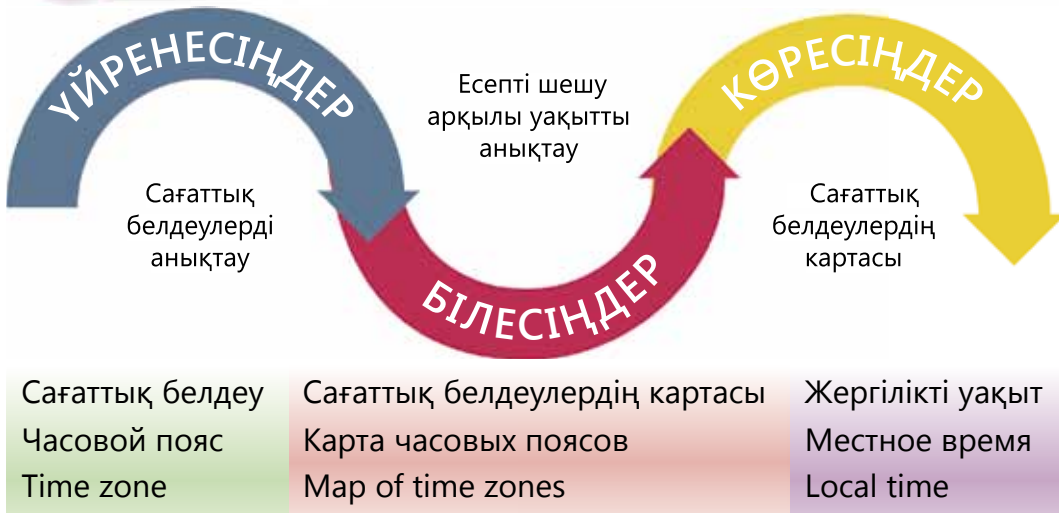 ҮЙРЕНЕСІҢДЕР
Сағаттық
белдеулерді
анықтау
Есепті шешу
арқылы уақытты
анықтау
БІЛЕСІҢДЕР
КӨРЕСІҢДЕР
Сағаттық
белдеулердің
картасы
Сағаттық белдеу
Часовой пояс
Time zone
Сағаттық белдеулердің картасы
Карта часовых поясов
Map of time zones
Жергілікті уақыт
Местное время
Local time